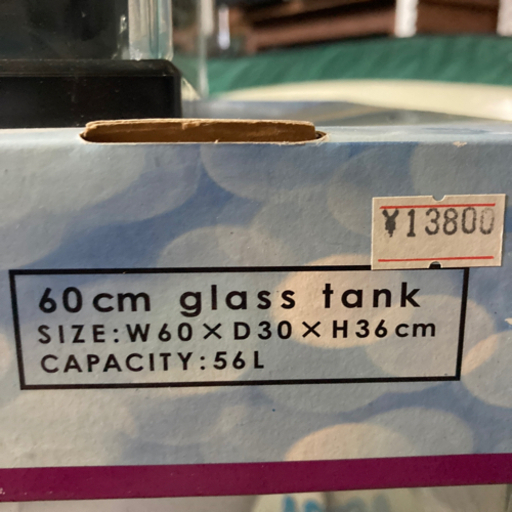 ¥13800
60cm glass tank
SIZE:W60×D30×H36cm
CAPACITY:56L